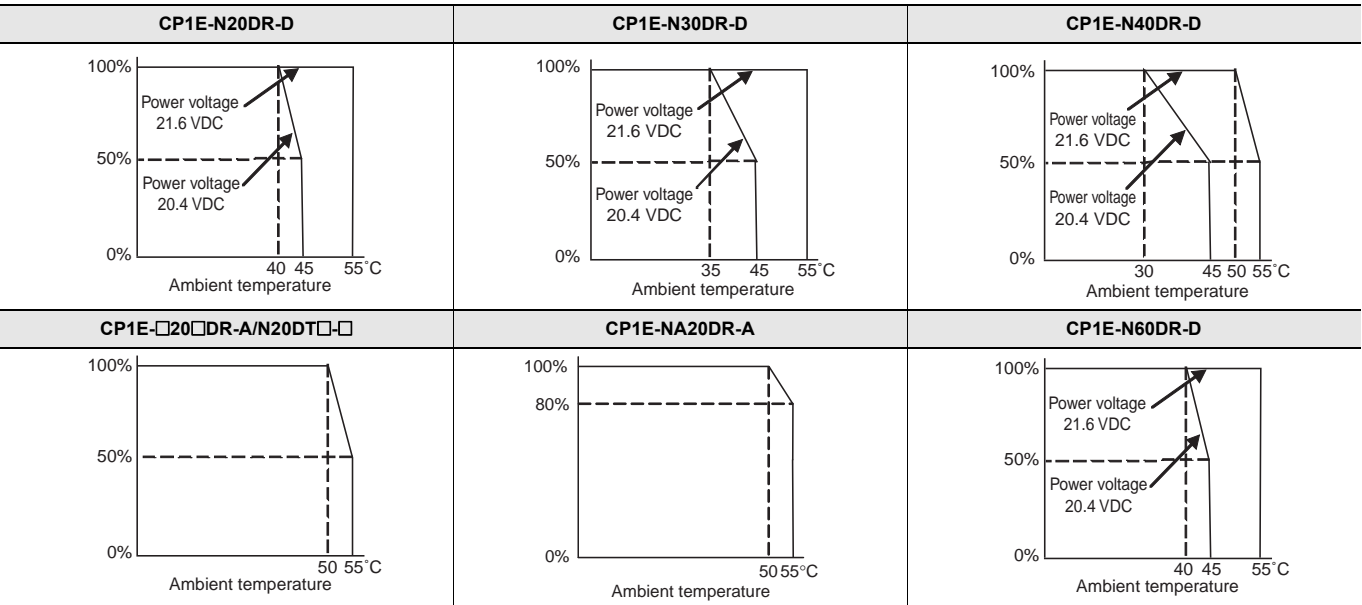 CP1E-N20DR-D
CP1E-N30DR-D
CP1E-N40DR-D
100%
Power voltage
21.6 VDC
50%
Power voltage
20.4 VDC
0%
40 45 55˚C
Ambient temperature
100%
Power voltage
21.6 VDC
50%
Power voltage
20.4 VDC
0%
35 45 55˚C
Ambient temperature
100%
Power voltage
21.6 VDC
50%
Power voltage
20.4 VDC
0%
30 45 50 55˚C
Ambient temperature
CP1E-□20□DR-A/N20DT□-□
CP1E-NA20DR-A
CP1E-N60DR-D
100%
50%
0%
50 55˚C
Ambient temperature
100%
80%
0%
50 55°C
Ambient temperature
100%
Power voltage
21.6 VDC
50%
Power voltage
20.4 VDC
0%
40 45 55˚C
Ambient temperature